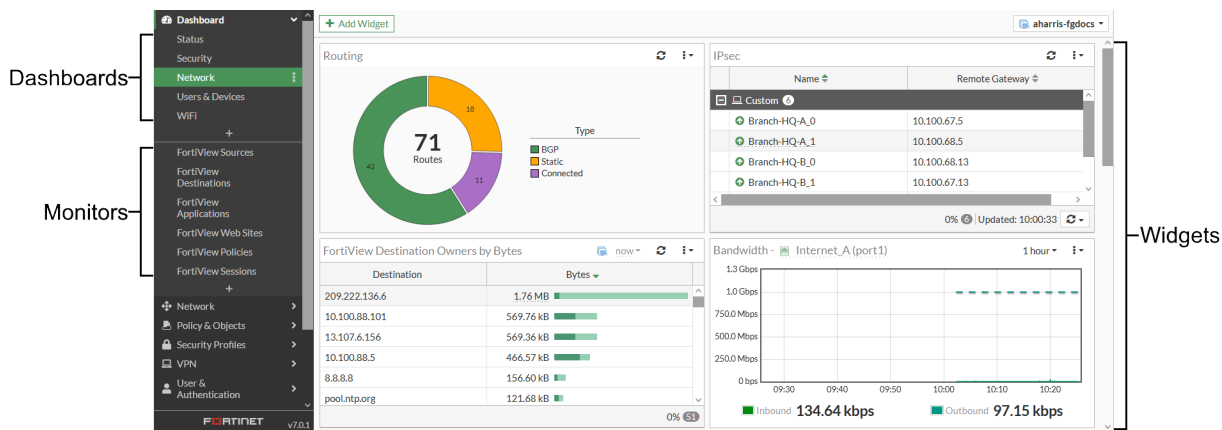 Dashboards
Monitors
Dashboard
Status
Security
Network
Users & Devices
WiFi
+
FortiView Sources
FortiView
Destinations
FortiView
Applications
FortiView Web Sites
FortiView Policies
FortiView Sessions
+
Network
Policy & Objects
Security Profiles
VPN
User &
Authentication
FORTINET v7.0.1
+ Add Widget
aharris-fgdocs
Routing
71
Routes
18
11
42
Type
BGP
Static
Connected
IPsec
Name Remote Gateway
Custom 6
Branch-HQ-A_0 10.100.67.5
Branch-HQ-A_1 10.100.68.5
Branch-HQ-B_0 10.100.68.13
Branch-HQ-B_1 10.100.67.13
0% 6 Updated: 10:00:33
FortiView Destination Owners by Bytes now
Destination Bytes
209.222.136.6 1.76 MB
10.100.88.101 569.76 kB
13.107.6.156 569.36 kB
10.100.88.5 466.57 kB
8.8.8.8 156.60 kB
pool.ntp.org 121.68 kB
0% 51
Bandwidth - Internet_A (port1) 1 hour
1.3 Gbps
1.0 Gbps
750.0 Mbps
500.0 Mbps
250.0 Mbps
0 bps
09:30 09:40 09:50 10:00 10:10 10:20
Inbound 134.64 kbps Outbound 97.15 kbps
Widgets